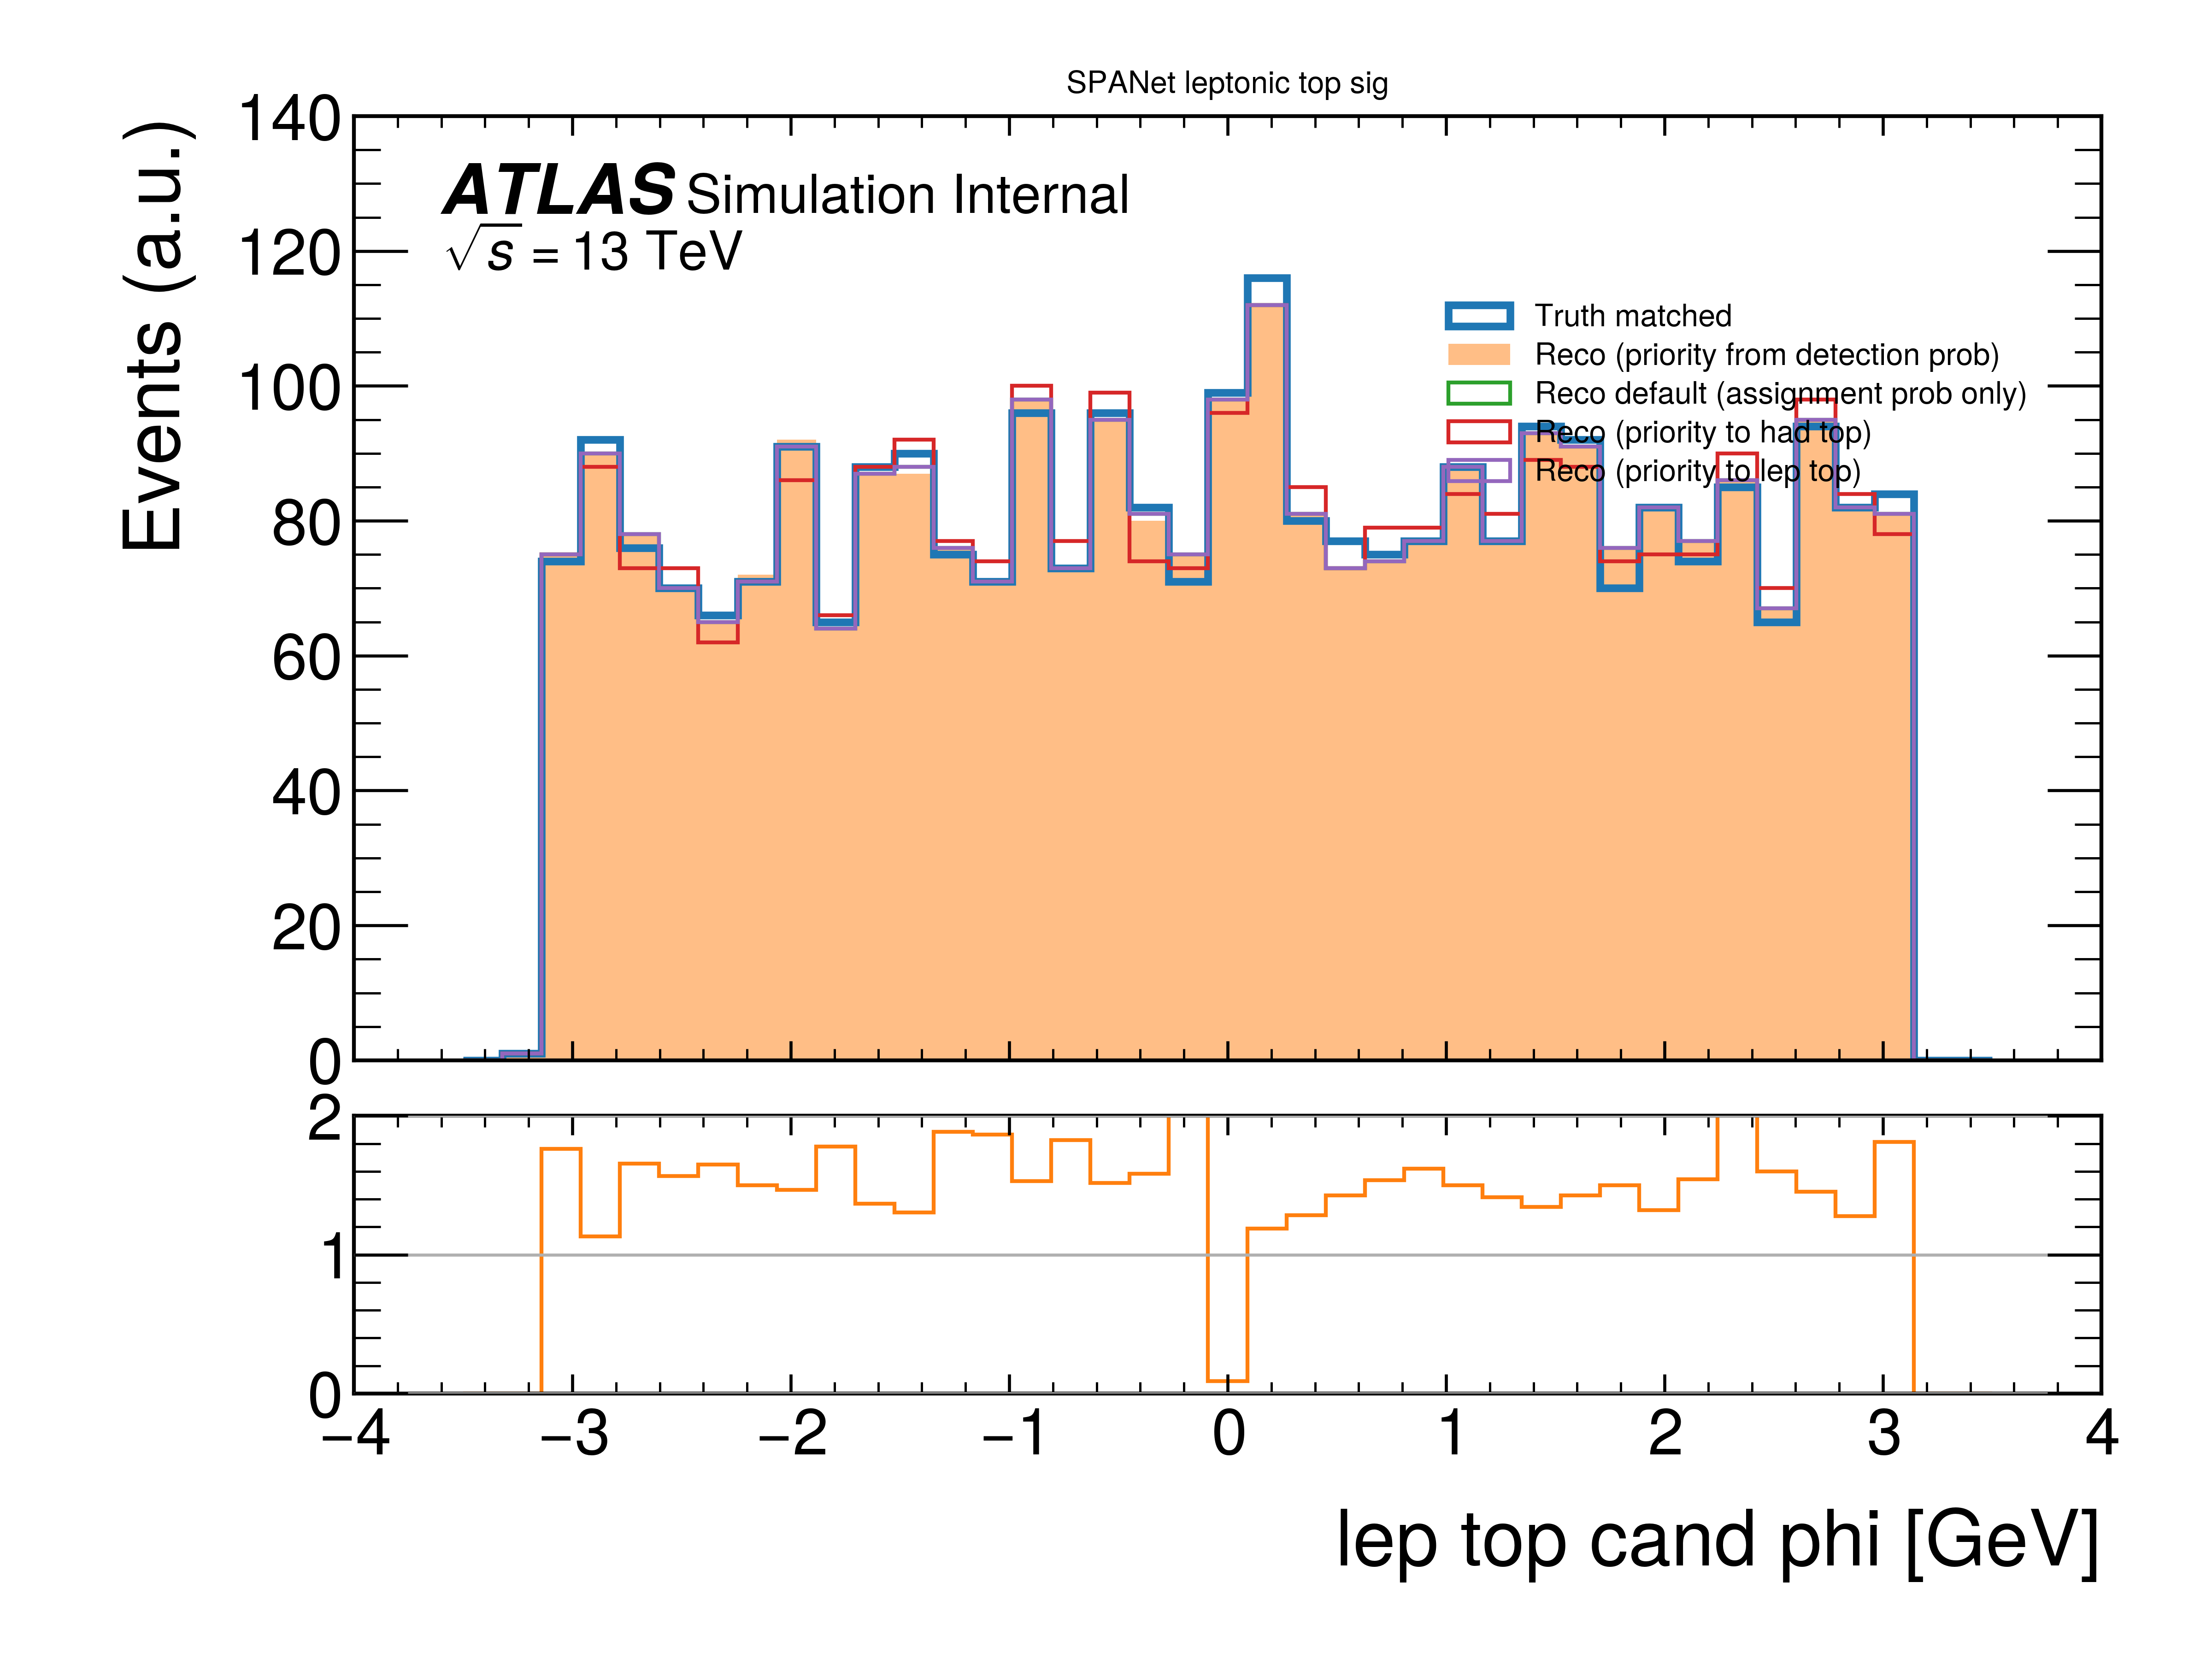 SPANet leptonic top sig
Events (a.u.)
140
120
100
80
60
40
20
0
ATLAS Simulation Internal
√s = 13 TeV
Truth matched
Reco (priority from detection prob)
Reco default (assignment prob only)
Reco (priority to had top)
Reco (priority to lep top)
2
1
0
−4 −3 −2 −1 0 1 2 3 4
lep top cand phi [GeV]